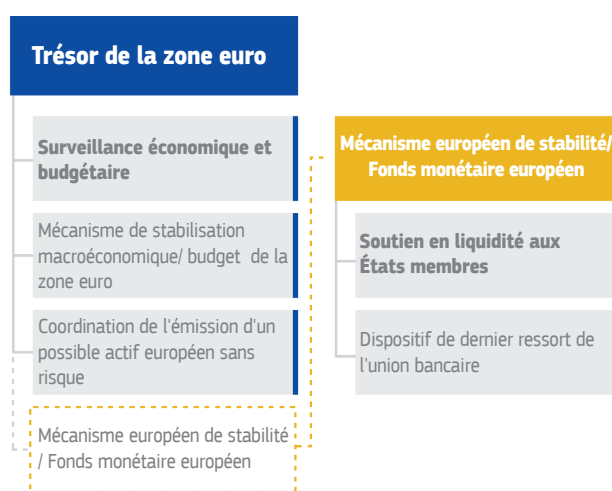 Trésor de la zone euro
Surveillance économique et
budgétaire
Mécanisme de stabilisation
macroéconomique/ budget de la
zone euro
Coordination de l'émission d'un
possible actif européen sans
risque
Mécanisme européen de stabilité
/ Fonds monétaire européen
Mécanisme européen de stabilité/
Fonds monétaire européen
Soutien en liquidité aux
États membres
Dispositif de dernier ressort de
l'union bancaire